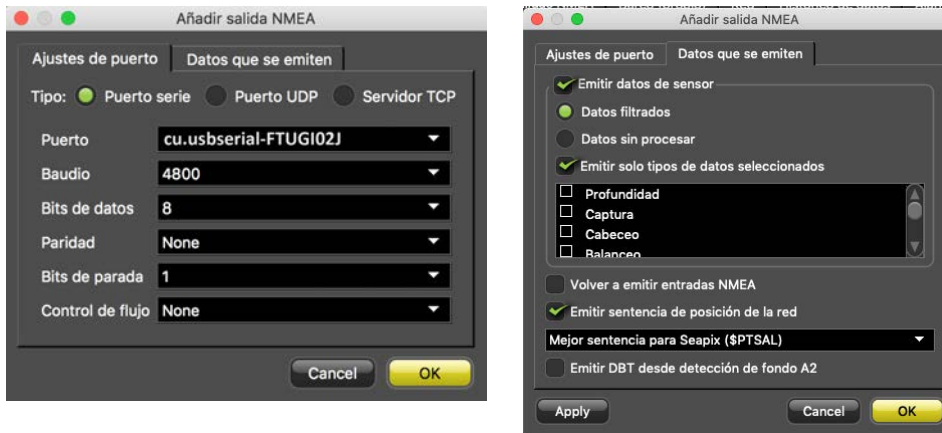 Añadir salida NMEA
Ajustes de puerto
Datos que se emiten
Tipo: Puerto serie Puerto UDP Servidor TCP
Puerto cu.usbserial-FTUGI02J
Baudio 4800
Bits de datos 8
Paridad None
Bits de parada 1
Control de flujo None
Cancel OK
Añadir salida NMEA
Ajustes de puerto
Datos que se emiten
Emitir datos de sensor
Datos filtrados
Datos sin procesar
Emitir solo tipos de datos seleccionados
Profundidad
Captura
Cabeceo
Balanceo
Volver a emitir entradas NMEA
Emitir sentencia de posición de la red
Mejor sentencia para Seapix ($PTSAL)
Emitir DBT desde detección de fondo A2
Apply Cancel OK